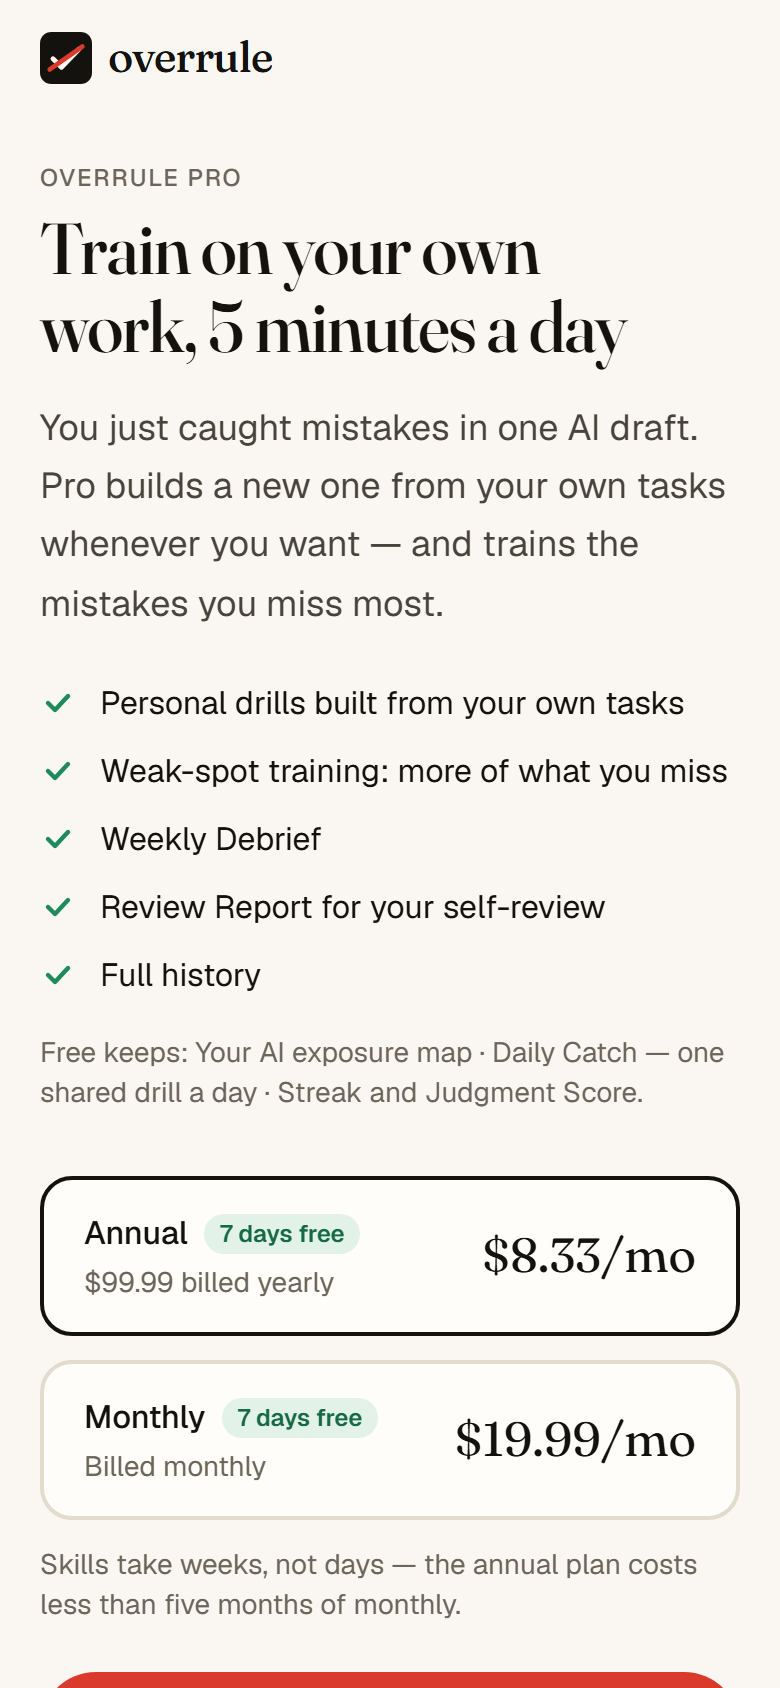 overrule
OVERRULE PRO
Train on your own
work, 5 minutes a day
You just caught mistakes in one AI draft.
Pro builds a new one from your own tasks
whenever you want — and trains the
mistakes you miss most.
Personal drills built from your own tasks
Weak-spot training: more of what you miss
Weekly Debrief
Review Report for your self-review
Full history
Free keeps: Your AI exposure map · Daily Catch — one
shared drill a day · Streak and Judgment Score.
Annual 7 days free
$8.33/mo
$99.99 billed yearly
Monthly 7 days free
$19.99/mo
Billed monthly
Skills take weeks, not days — the annual plan costs
less than five months of monthly.